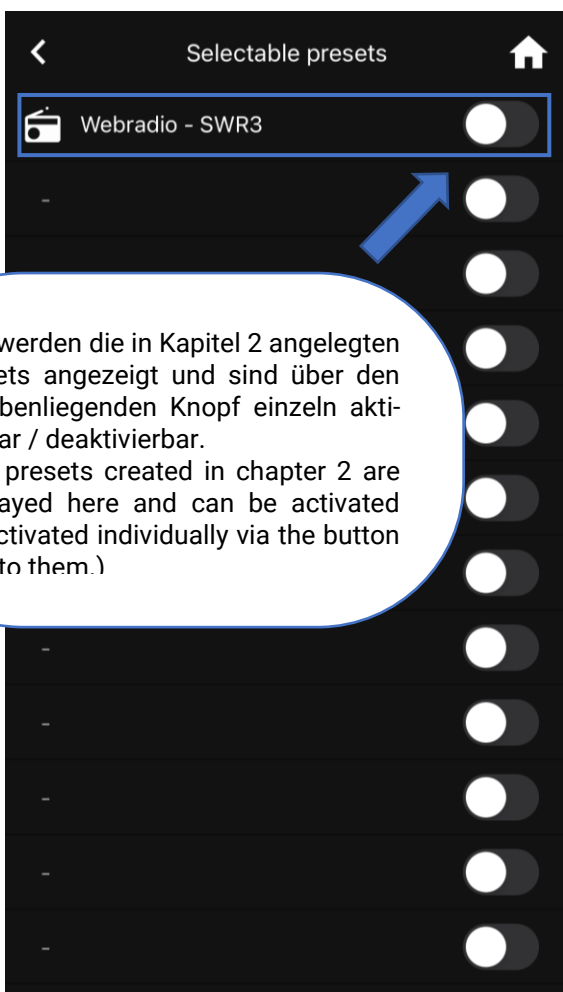 Selectable presets
Webradio - SWR3
-
werden die in Kapitel 2 angelegten
ets angezeigt und sind über den
benliegenden Knopf einzeln akti-
ar / deaktivierbar.
presets created in chapter 2 are
ayed here and can be activated
ctivated individually via the button
to them.)
-
-
-
-
-